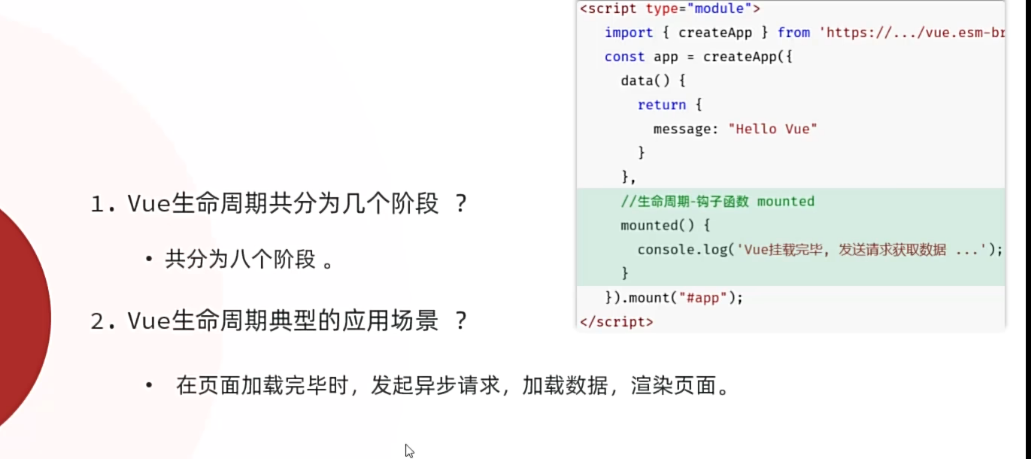 <script type="module">
import { createApp } from 'https://.../vue.esm-br
const app = createApp({
data() {
return {
message: "Hello Vue"
}
},
//生命周期-钩子函数 mounted
mounted() {
console.log('Vue挂载完毕, 发送请求获取数据 ...');
}
}).mount("#app");
</script>
1. Vue生命周期共分为几个阶段 ？
• 共分为八个阶段 。
2. Vue生命周期典型的应用场景 ？
• 在页面加载完毕时，发起异步请求，加载数据，渲染页面。